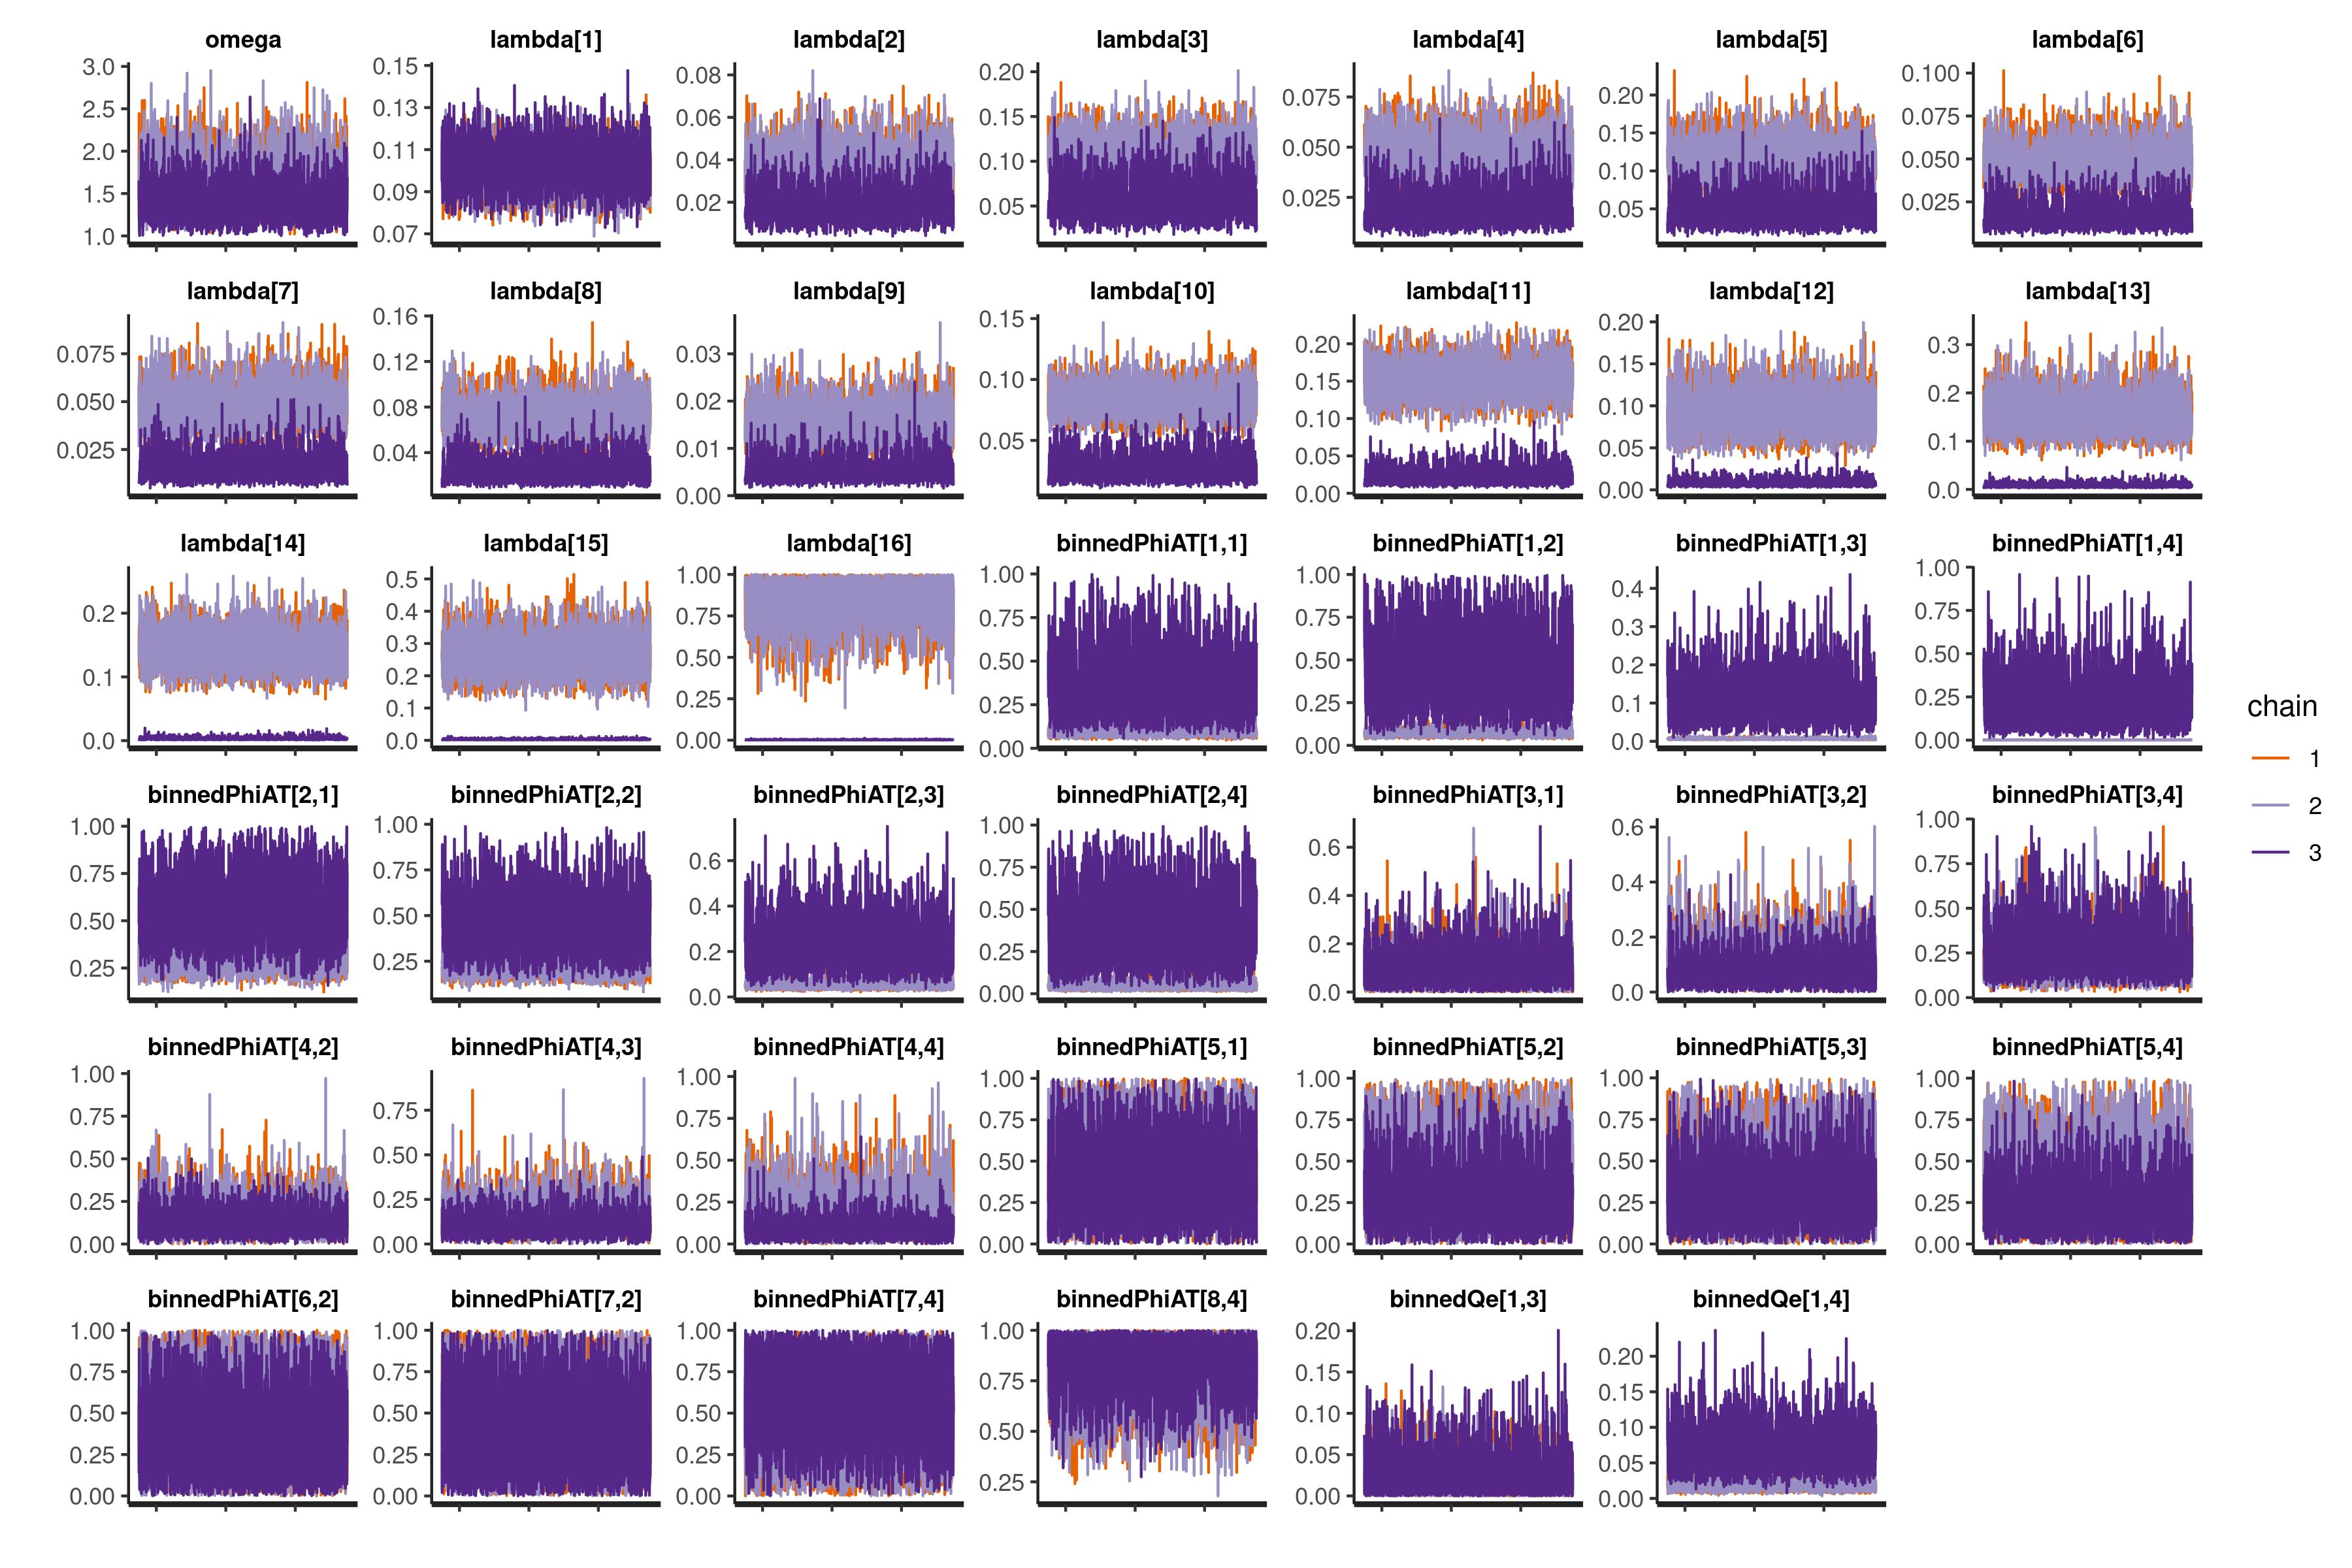 omega lambda[1] lambda[2] lambda[3] lambda[4] lambda[5] lambda[6]
3.0 2.5 2.0 1.5 1.0
0.15 0.13 0.11 0.09 0.07
0.08 0.06 0.04 0.02
0.20 0.15 0.10 0.05
0.075 0.050 0.025
0.20 0.15 0.10 0.05
0.100 0.075 0.050 0.025
lambda[7] lambda[8] lambda[9] lambda[10] lambda[11] lambda[12] lambda[13]
0.075 0.050 0.025
0.16 0.12 0.08 0.04
0.03 0.02 0.01 0.00
0.15 0.10 0.05
0.20 0.15 0.10 0.05 0.00
0.20 0.15 0.10 0.05 0.00
0.3 0.2 0.1 0.0
lambda[14] lambda[15] lambda[16] binnedPhiAT[1,1] binnedPhiAT[1,2] binnedPhiAT[1,3] binnedPhiAT[1,4]
0.2 0.1 0.0
0.5 0.4 0.3 0.2 0.1 0.0
1.00 0.75 0.50 0.25 0.00
1.00 0.75 0.50 0.25 0.00
1.00 0.75 0.50 0.25 0.00
0.4 0.3 0.2 0.1 0.0
1.00 0.75 0.50 0.25 0.00
binnedPhiAT[2,1] binnedPhiAT[2,2] binnedPhiAT[2,3] binnedPhiAT[2,4] binnedPhiAT[3,1] binnedPhiAT[3,2] binnedPhiAT[3,4]
1.00 0.75 0.50 0.25
1.00 0.75 0.50 0.25
0.6 0.4 0.2 0.0
1.00 0.75 0.50 0.25 0.00
0.6 0.4 0.2 0.0
0.6 0.4 0.2 0.0
1.00 0.75 0.50 0.25 0.00
binnedPhiAT[4,2] binnedPhiAT[4,3] binnedPhiAT[4,4] binnedPhiAT[5,1] binnedPhiAT[5,2] binnedPhiAT[5,3] binnedPhiAT[5,4]
1.00 0.75 0.50 0.25 0.00
0.75 0.50 0.25 0.00
1.00 0.75 0.50 0.25 0.00
1.00 0.75 0.50 0.25 0.00
1.00 0.75 0.50 0.25 0.00
1.00 0.75 0.50 0.25 0.00
1.00 0.75 0.50 0.25 0.00
binnedPhiAT[6,2] binnedPhiAT[7,2] binnedPhiAT[7,4] binnedPhiAT[8,4] binnedQe[1,3] binnedQe[1,4]
1.00 0.75 0.50 0.25 0.00
1.00 0.75 0.50 0.25 0.00
1.00 0.75 0.50 0.25 0.00
1.00 0.75 0.50 0.25
0.20 0.15 0.10 0.05 0.00
0.20 0.15 0.10 0.05 0.00
chain
1
2
3